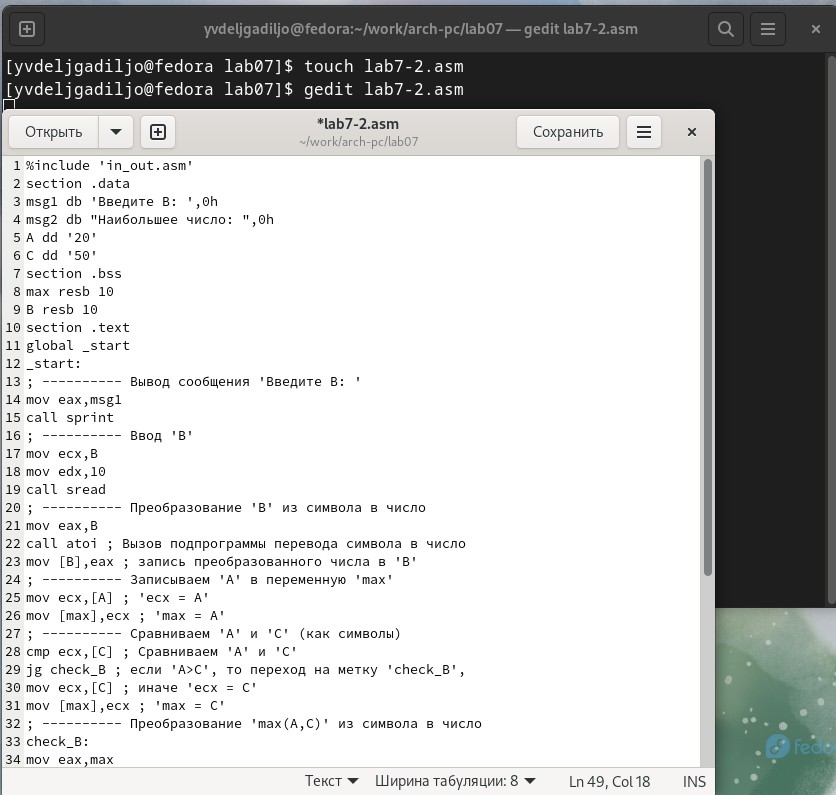 yvdeljgadiljo@fedora:~/work/arch-pc/lab07 — gedit lab7-2.asm
[yvdeljgadiljo@fedora lab07]$ touch lab7-2.asm
[yvdeljgadiljo@fedora lab07]$ gedit lab7-2.asm
Открыть
*lab7-2.asm
~/work/arch-pc/lab07
Сохранить
1 %include 'in_out.asm'
2 section .data
3 msg1 db 'Введите B: ',0h
4 msg2 db "Наибольшее число: ",0h
5 A dd '20'
6 C dd '50'
7 section .bss
8 max resb 10
9 B resb 10
10 section .text
11 global _start
12 _start:
13 ; ---------- Вывод сообщения 'Введите B: '
14 mov eax,msg1
15 call sprint
16 ; ---------- Ввод 'B'
17 mov ecx,B
18 mov edx,10
19 call sread
20 ; ---------- Преобразование 'B' из символа в число
21 mov eax,B
22 call atoi ; Вызов подпрограммы перевода символа в число
23 mov [B],eax ; запись преобразованного числа в 'B'
24 ; ---------- Записываем 'A' в переменную 'max'
25 mov ecx,[A] ; 'ecx = A'
26 mov [max],ecx ; 'max = A'
27 ; ---------- Сравниваем 'A' и 'С' (как символы)
28 cmp ecx,[C] ; Сравниваем 'A' и 'С'
29 jg check_B ; если 'A>C', то переход на метку 'check_B',
30 mov ecx,[C] ; иначе 'ecx = C'
31 mov [max],ecx ; 'max = C'
32 ; ---------- Преобразование 'max(A,C)' из символа в число
33 check_B:
34 mov eax,max
Текст Ширина табуляции: 8 Ln 49, Col 18 INS
fedo